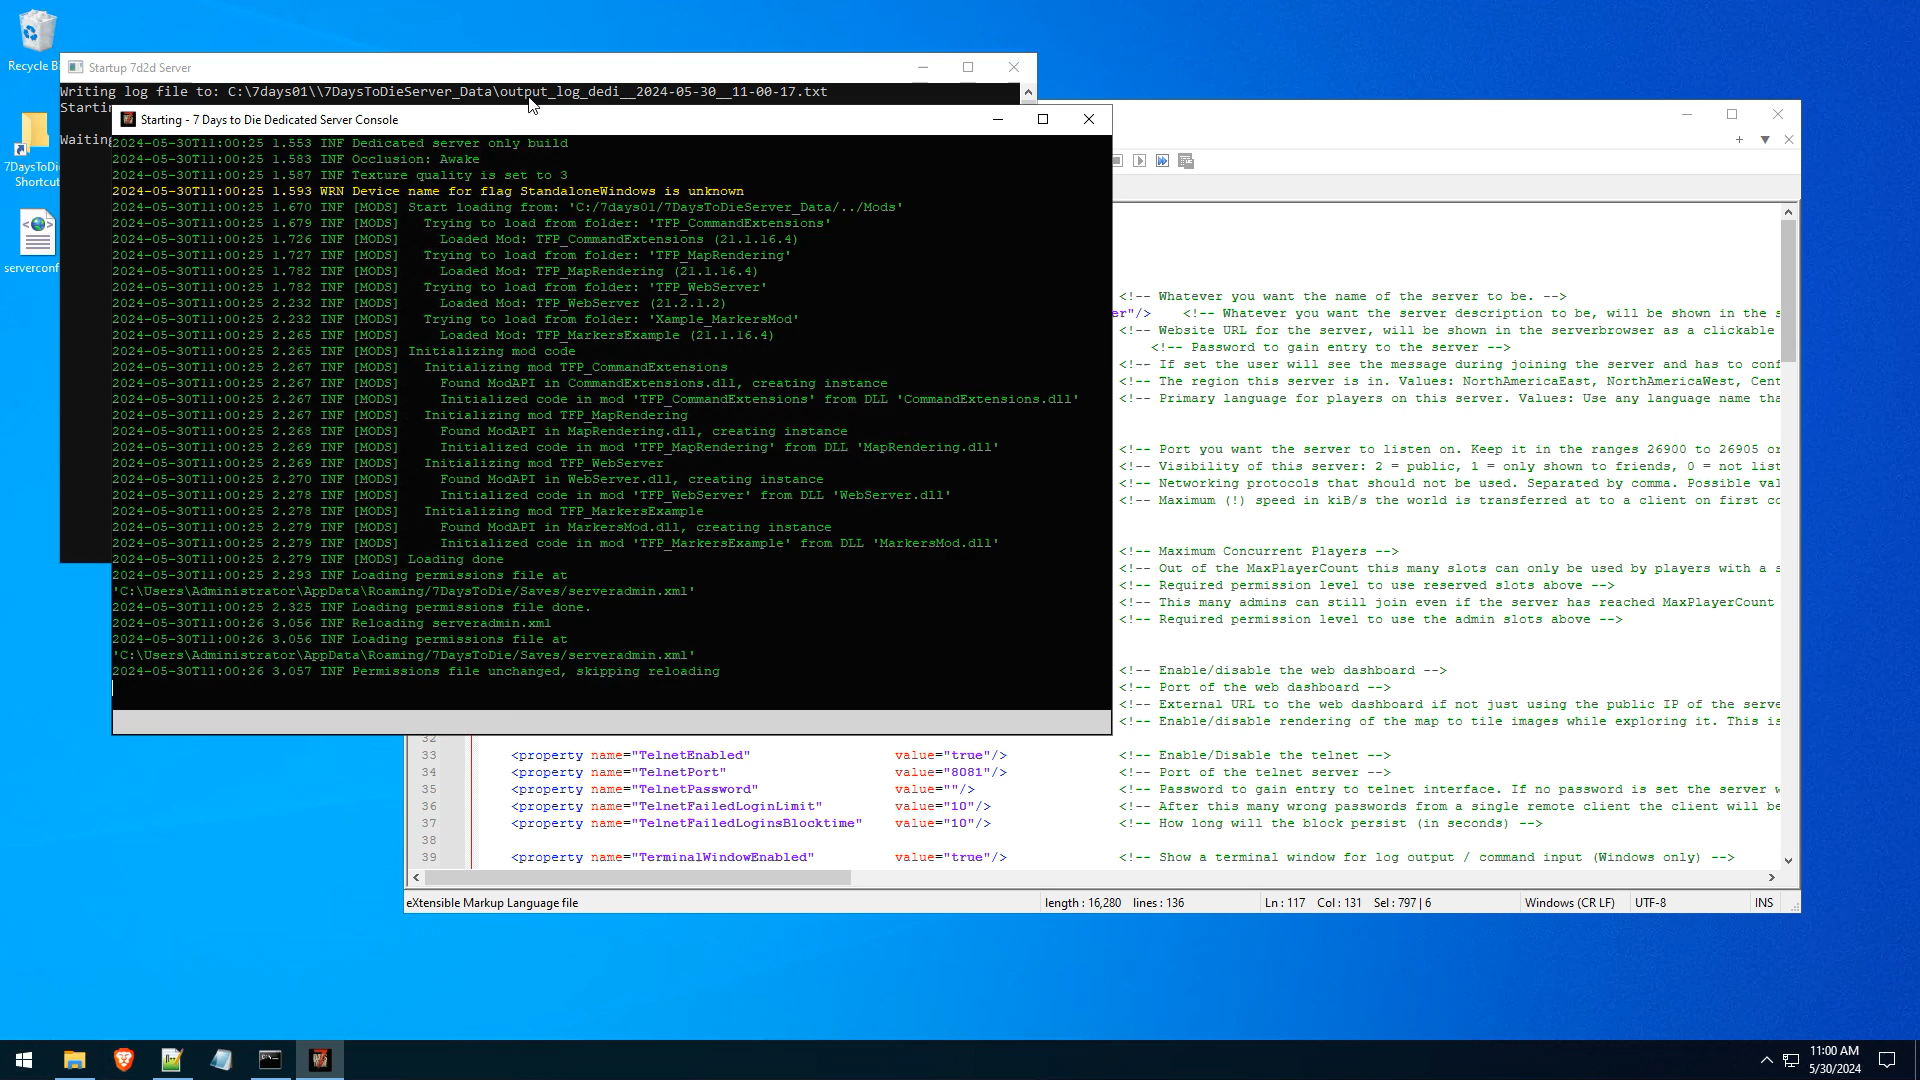 Recycle B
7DaysToDie
Shortcut
serverconf
Startup 7d2d Server
Writing log file to: C:\7days01\\7DaysToDieServer_Data\output_log_dedi__2024-05-30__11-00-17.txt
Startin
Waiting
Starting - 7 Days to Die Dedicated Server Console
2024-05-30T11:00:25 1.553 INF Dedicated server only build
2024-05-30T11:00:25 1.583 INF Occlusion: Awake
2024-05-30T11:00:25 1.587 INF Texture quality is set to 3
2024-05-30T11:00:25 1.593 WRN Device name for flag StandaloneWindows is unknown
2024-05-30T11:00:25 1.670 INF [MODS] Start loading from: 'C:/7days01/7DaysToDieServer_Data/../Mods'
2024-05-30T11:00:25 1.679 INF [MODS]   Trying to load from folder: 'TFP_CommandExtensions'
2024-05-30T11:00:25 1.726 INF [MODS]     Loaded Mod: TFP_CommandExtensions (21.1.16.4)
2024-05-30T11:00:25 1.727 INF [MODS]   Trying to load from folder: 'TFP_MapRendering'
2024-05-30T11:00:25 1.782 INF [MODS]     Loaded Mod: TFP_MapRendering (21.1.16.4)
2024-05-30T11:00:25 1.782 INF [MODS]   Trying to load from folder: 'TFP_WebServer'
2024-05-30T11:00:25 2.232 INF [MODS]     Loaded Mod: TFP_WebServer (21.2.1.2)
2024-05-30T11:00:25 2.232 INF [MODS]   Trying to load from folder: 'Xample_MarkersMod'
2024-05-30T11:00:25 2.265 INF [MODS]     Loaded Mod: TFP_MarkersExample (21.1.16.4)
2024-05-30T11:00:25 2.265 INF [MODS] Initializing mod code
2024-05-30T11:00:25 2.267 INF [MODS]   Initializing mod TFP_CommandExtensions
2024-05-30T11:00:25 2.267 INF [MODS]     Found ModAPI in CommandExtensions.dll, creating instance
2024-05-30T11:00:25 2.267 INF [MODS]     Initialized code in mod 'TFP_CommandExtensions' from DLL 'CommandExtensions.dll'
2024-05-30T11:00:25 2.267 INF [MODS]   Initializing mod TFP_MapRendering
2024-05-30T11:00:25 2.268 INF [MODS]     Found ModAPI in MapRendering.dll, creating instance
2024-05-30T11:00:25 2.269 INF [MODS]     Initialized code in mod 'TFP_MapRendering' from DLL 'MapRendering.dll'
2024-05-30T11:00:25 2.269 INF [MODS]   Initializing mod TFP_WebServer
2024-05-30T11:00:25 2.270 INF [MODS]     Found ModAPI in WebServer.dll, creating instance
2024-05-30T11:00:25 2.278 INF [MODS]     Initialized code in mod 'TFP_WebServer' from DLL 'WebServer.dll'
2024-05-30T11:00:25 2.278 INF [MODS]   Initializing mod TFP_MarkersExample
2024-05-30T11:00:25 2.279 INF [MODS]     Found ModAPI in MarkersMod.dll, creating instance
2024-05-30T11:00:25 2.279 INF [MODS]     Initialized code in mod 'TFP_MarkersExample' from DLL 'MarkersMod.dll'
2024-05-30T11:00:25 2.279 INF [MODS] Loading done
2024-05-30T11:00:25 2.293 INF Loading permissions file at
'C:\Users\Administrator\AppData\Roaming/7DaysToDie/Saves/serveradmin.xml'
2024-05-30T11:00:25 2.325 INF Loading permissions file done.
2024-05-30T11:00:26 3.056 INF Reloading serveradmin.xml
2024-05-30T11:00:26 3.056 INF Loading permissions file at
'C:\Users\Administrator\AppData\Roaming/7DaysToDie/Saves/serveradmin.xml'
2024-05-30T11:00:26 3.057 INF Permissions file unchanged, skipping reloading
<!-- Whatever you want the name of the server to be. -->
er"/>    <!-- Whatever you want the server description to be, will be shown in the s
<!-- Website URL for the server, will be shown in the serverbrowser as a clickable
<!-- Password to gain entry to the server -->
<!-- If set the user will see the message during joining the server and has to conf
<!-- The region this server is in. Values: NorthAmericaEast, NorthAmericaWest, Cent
<!-- Primary language for players on this server. Values: Use any language name tha
<!-- Port you want the server to listen on. Keep it in the ranges 26900 to 26905 or
<!-- Visibility of this server: 2 = public, 1 = only shown to friends, 0 = not list
<!-- Networking protocols that should not be used. Separated by comma. Possible val
<!-- Maximum (!) speed in kiB/s the world is transferred at to a client on first co
<!-- Maximum Concurrent Players -->
<!-- Out of the MaxPlayerCount this many slots can only be used by players with a s
<!-- Required permission level to use reserved slots above -->
<!-- This many admins can still join even if the server has reached MaxPlayerCount
<!-- Required permission level to use the admin slots above -->
<!-- Enable/disable the web dashboard -->
<!-- Port of the web dashboard -->
<!-- External URL to the web dashboard if not just using the public IP of the serve
<!-- Enable/disable rendering of the map to tile images while exploring it. This is
32
33 <property name="TelnetEnabled" value="true"/> <!-- Enable/Disable the telnet -->
34 <property name="TelnetPort" value="8081"/> <!-- Port of the telnet server -->
35 <property name="TelnetPassword" value=""/> <!-- Password to gain entry to telnet interface. If no password is set the server w
36 <property name="TelnetFailedLoginLimit" value="10"/> <!-- After this many wrong passwords from a single remote client the client will be
37 <property name="TelnetFailedLoginsBlocktime" value="10"/> <!-- How long will the block persist (in seconds) -->
38
39 <property name="TerminalWindowEnabled" value="true"/> <!-- Show a terminal window for log output / command input (Windows only) -->
eXtensible Markup Language file length : 16,280 lines : 136 Ln : 117 Col : 131 Sel : 797 | 6 Windows (CR LF) UTF-8 INS
11:00 AM
5/30/2024